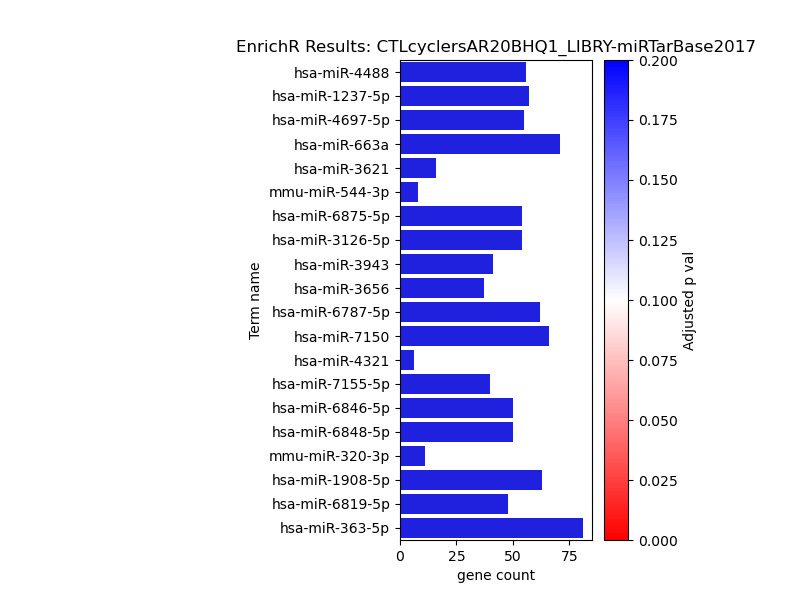 EnrichR Results: CTLcyclersAR20BHQ1_LIBRY-miRTarBase2017
hsa-miR-4488
hsa-miR-1237-5p
hsa-miR-4697-5p
hsa-miR-663a
hsa-miR-3621
mmu-miR-544-3p
hsa-miR-6875-5p
hsa-miR-3126-5p
hsa-miR-3943
hsa-miR-3656
hsa-miR-6787-5p
hsa-miR-7150
hsa-miR-4321
hsa-miR-7155-5p
hsa-miR-6846-5p
hsa-miR-6848-5p
mmu-miR-320-3p
hsa-miR-1908-5p
hsa-miR-6819-5p
hsa-miR-363-5p
Term name
0 25 50 75
gene count
0.200
0.175
0.150
0.125
0.100
0.075
0.050
0.025
0.000
Adjusted p val